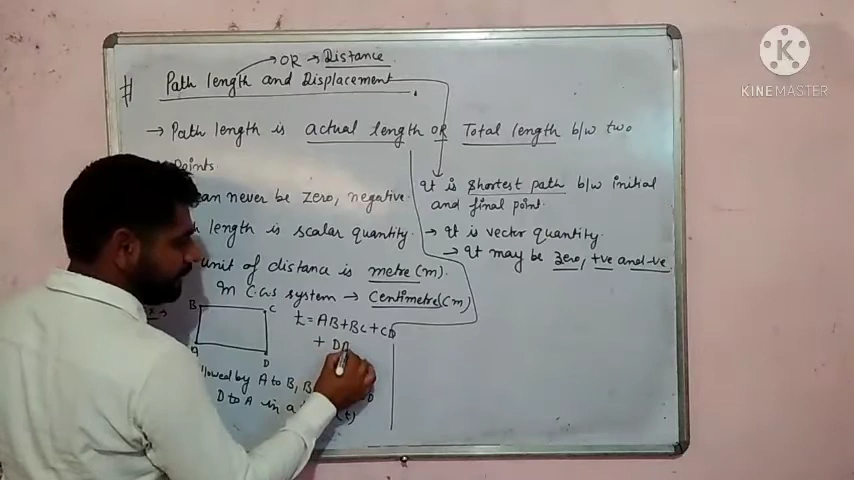 KINEMASTER
→ OR → Distance
# Path length and Displacement
→ Path length is actual length OR Total length b/w two
Points.
can never be zero, negative.
length is scalar quantity.
unit of distance is metre (m).
In C.G.S system → Centimetre (cm)
It is shortest path b/w initial
and final point.
→ It is vector quantity.
→ It may be zero, +ve and -ve
B C
A D
t = AB + BC + CD
+ DA
llowed by A to B, B
D
D to A in a (t)